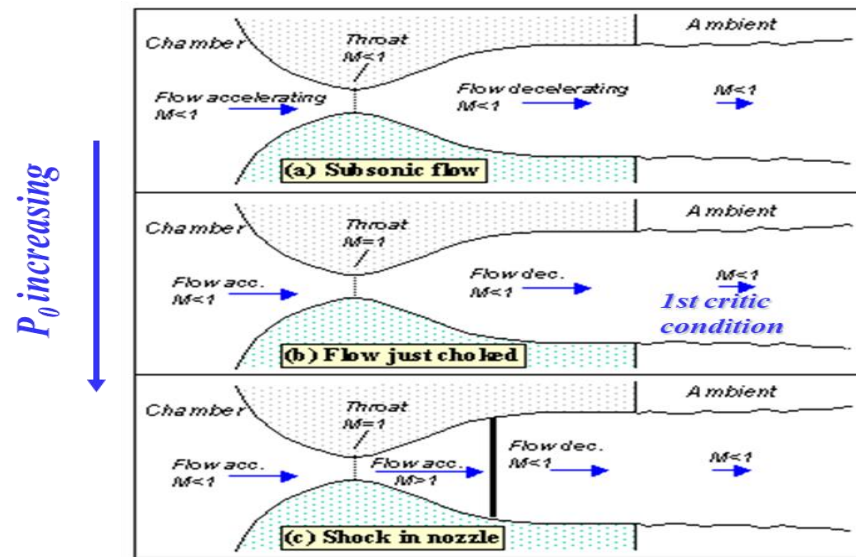 P0 increasing
Chamber
Throat
M<1
Ambient
Flow accelerating
M<1
Flow decelerating
M<1
M<1
(a) Subsonic flow
Chamber
Throat
M=1
Ambient
Flow acc.
M<1
Flow dec.
M<1
M<1
1st critic
condition
(b) Flow just choked
Chamber
Throat
M=1
Ambient
Flow acc.
M<1
Flow acc.
M>1
Flow dec.
M<1
M<1
(c) Shock in nozzle